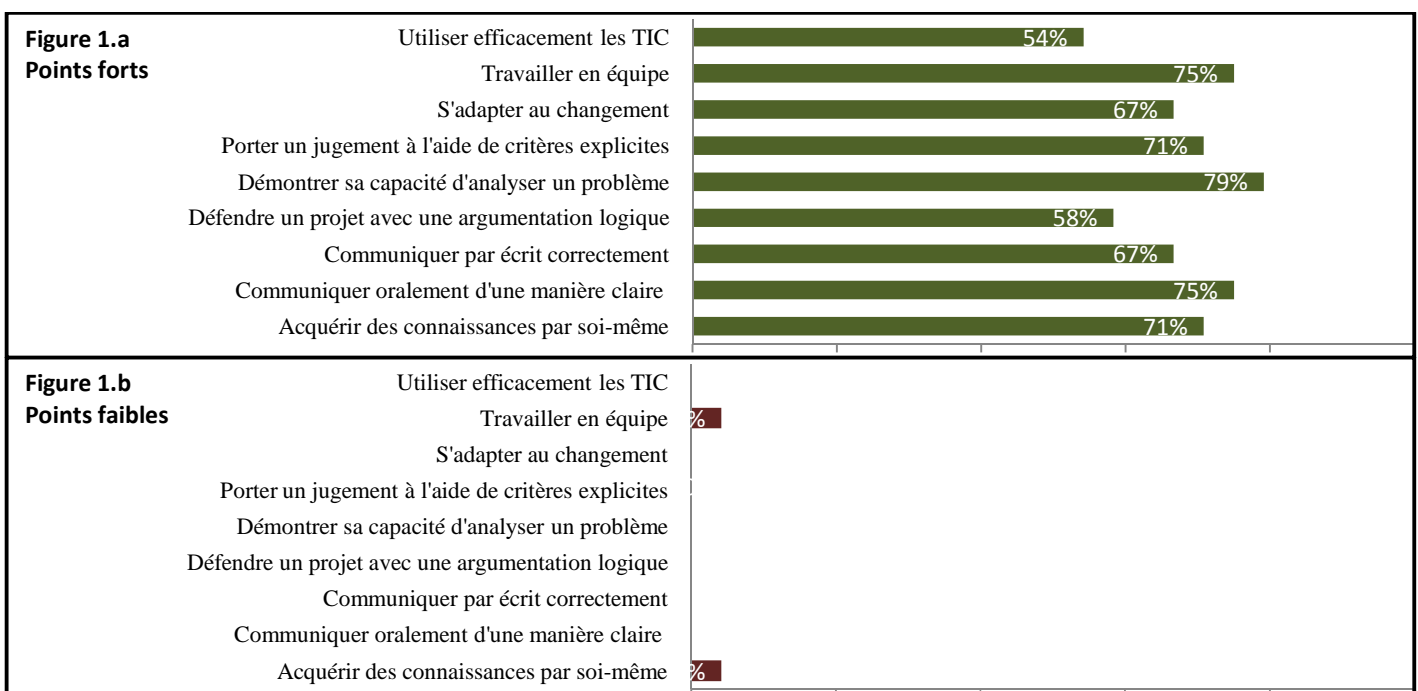 Figure 1.a
Points forts
Utiliser efficacement les TIC 54%
Travailler en équipe 75%
S'adapter au changement 67%
Porter un jugement à l'aide de critères explicites 71%
Démontrer sa capacité d'analyser un problème 79%
Défendre un projet avec une argumentation logique 58%
Communiquer par écrit correctement 67%
Communiquer oralement d'une manière claire 75%
Acquérir des connaissances par soi-même 71%
Figure 1.b
Points faibles
Utiliser efficacement les TIC
Travailler en équipe %
S'adapter au changement
Porter un jugement à l'aide de critères explicites
Démontrer sa capacité d'analyser un problème
Défendre un projet avec une argumentation logique
Communiquer par écrit correctement
Communiquer oralement d'une manière claire
Acquérir des connaissances par soi-même %